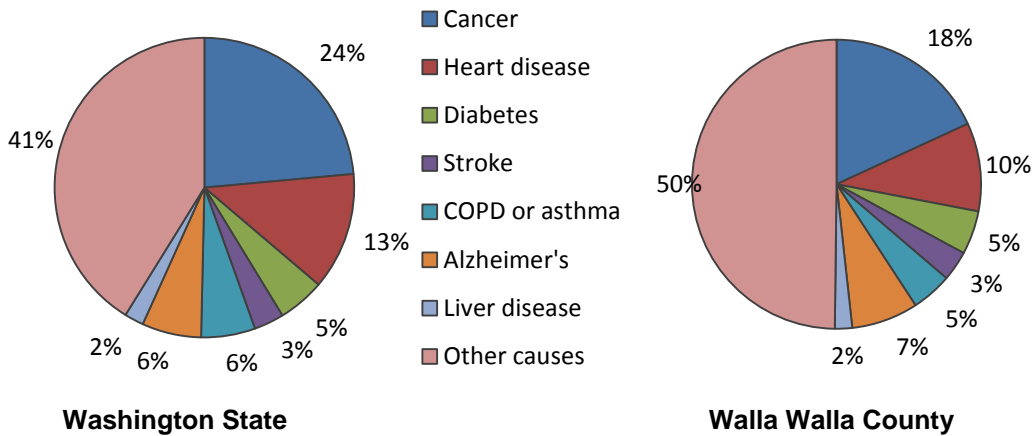 24%
13%
5%
3%
6%
6%
2%
41%
Washington State
Cancer
Heart disease
Diabetes
Stroke
COPD or asthma
Alzheimer's
Liver disease
Other causes
18%
10%
5%
3%
5%
7%
2%
50%
Walla Walla County